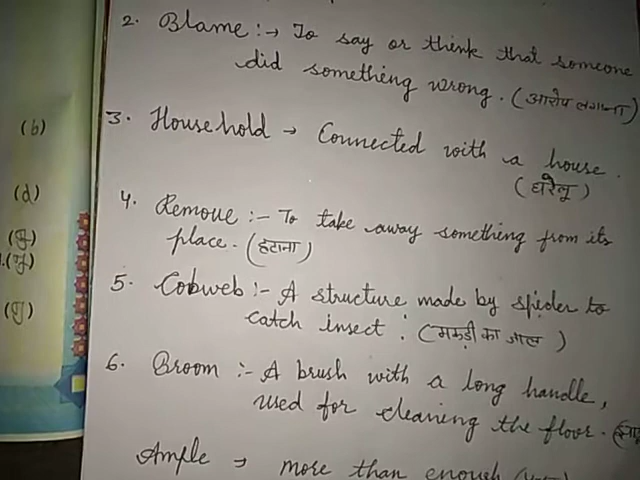 2. Blame :→ To say or think that someone
did something wrong. (आरोप लगाना)
3. Household → Connected with a house.
(घरेलू)
4. Remove :- To take away something from its
place. (हटाना)
5. Cobweb :- A structure made by spider to
catch insect. (मकड़ी का जाल)
6. Broom :- A brush with a long handle,
used for cleaning the floor.
Ample → more than enough
(b)
(d)